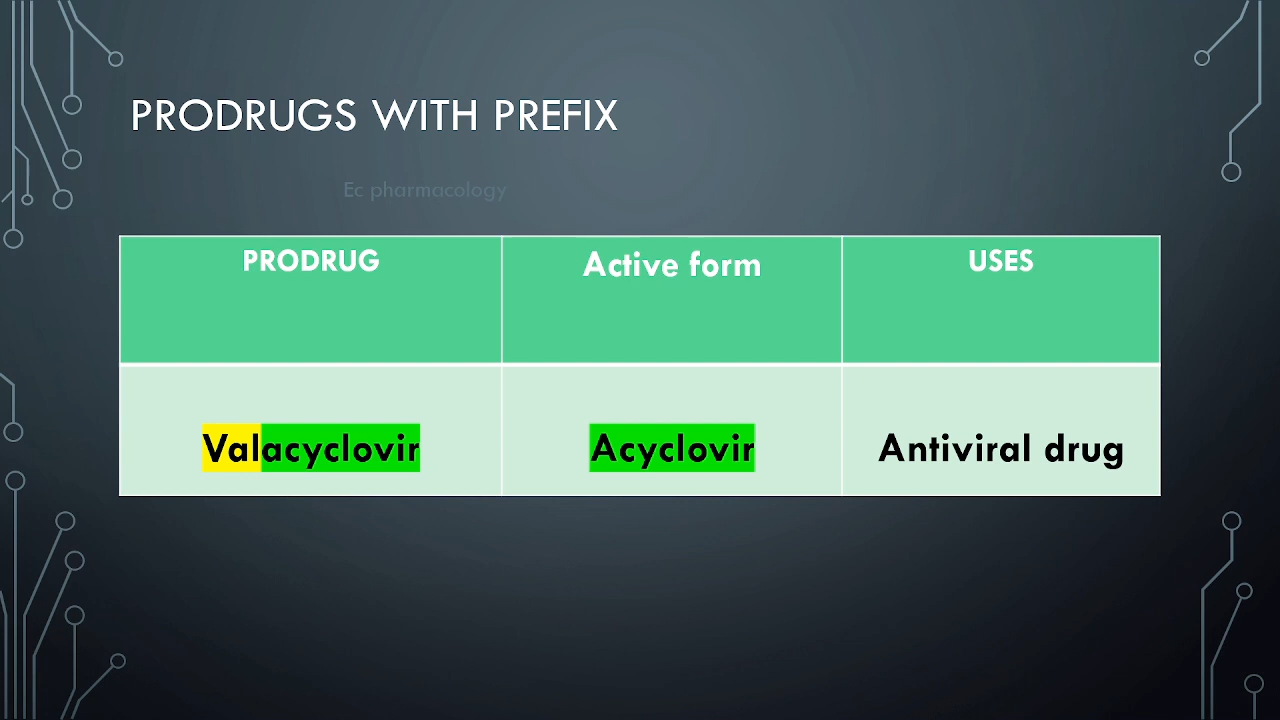 PRODRUGS WITH PREFIX
Ec pharmacology
PRODRUG Active form USES
Valacyclovir Acyclovir Antiviral drug